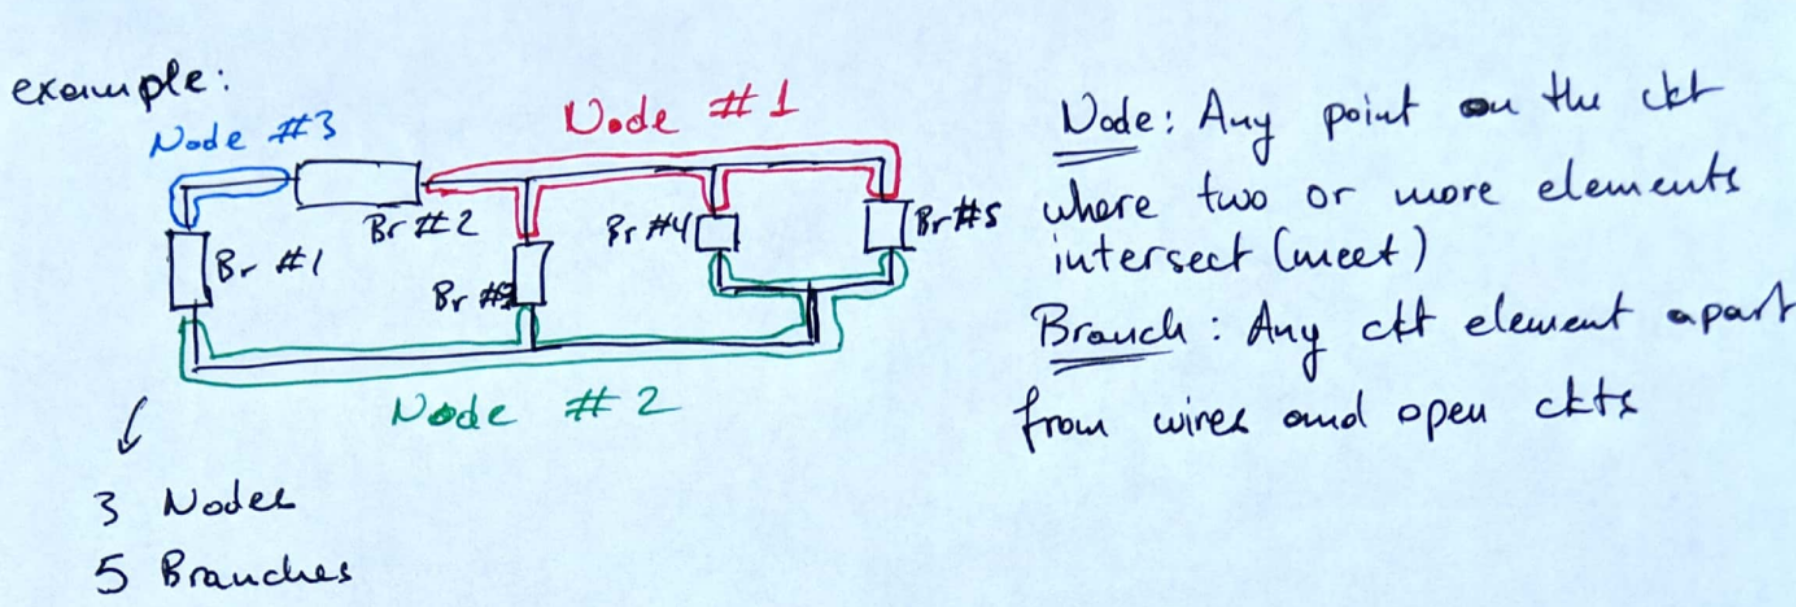 example:
Node #3
Node #1
Br #2
Br #4
Br #5
Br #1
Br #3
Node #2
3 Nodes
5 Branches
Node: Any point on the ckt
where two or more elements
intersect (meet)
Branch: Any ckt element apart
from wires and open ckts